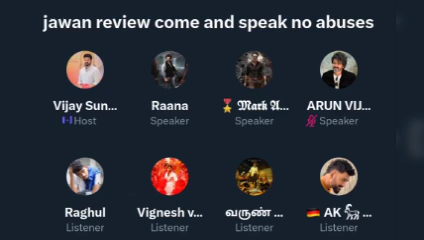 jawan review come and speak no abuses
Vijay Sun... Raana 🎖 𝕸𝖆𝖗𝖐 𝕬... ARUN VIJ...
Host Speaker Speaker Speaker
Raghul Vignesh v... வருண் ... 🇩🇪 AK ...
Listener Listener Listener Listener